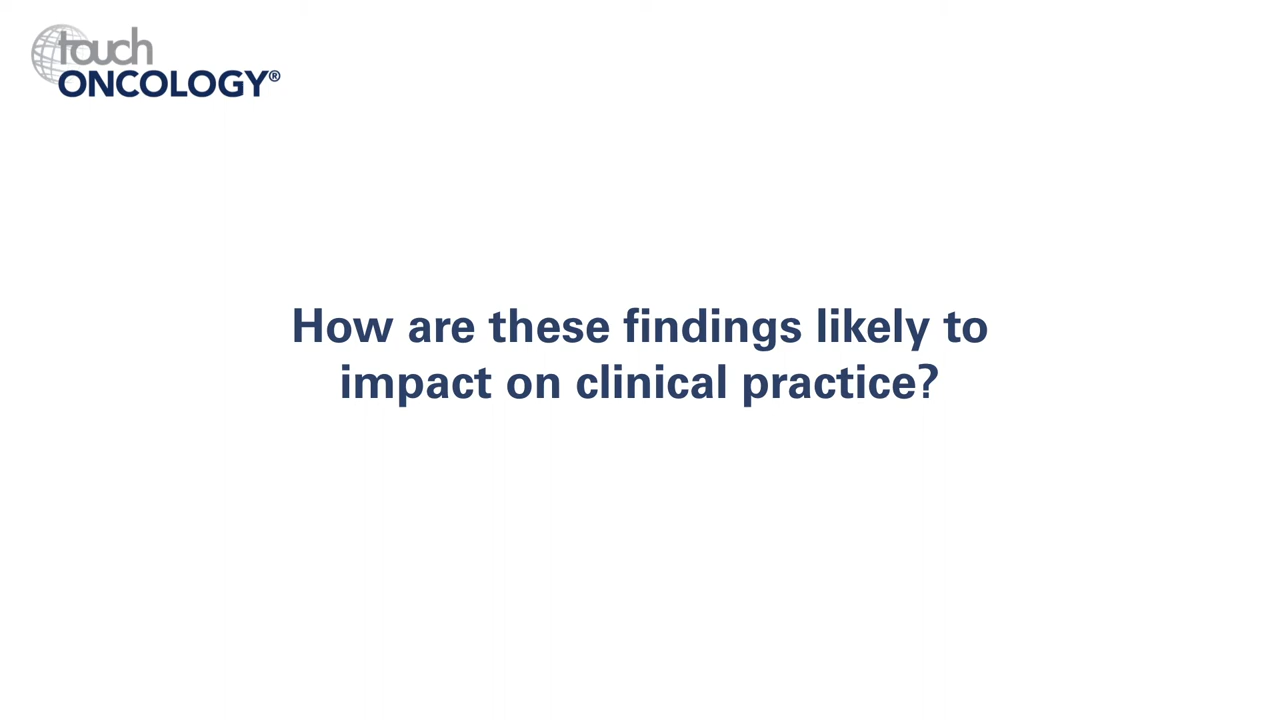 touch
ONCOLOGY®
How are these findings likely to
impact on clinical practice?